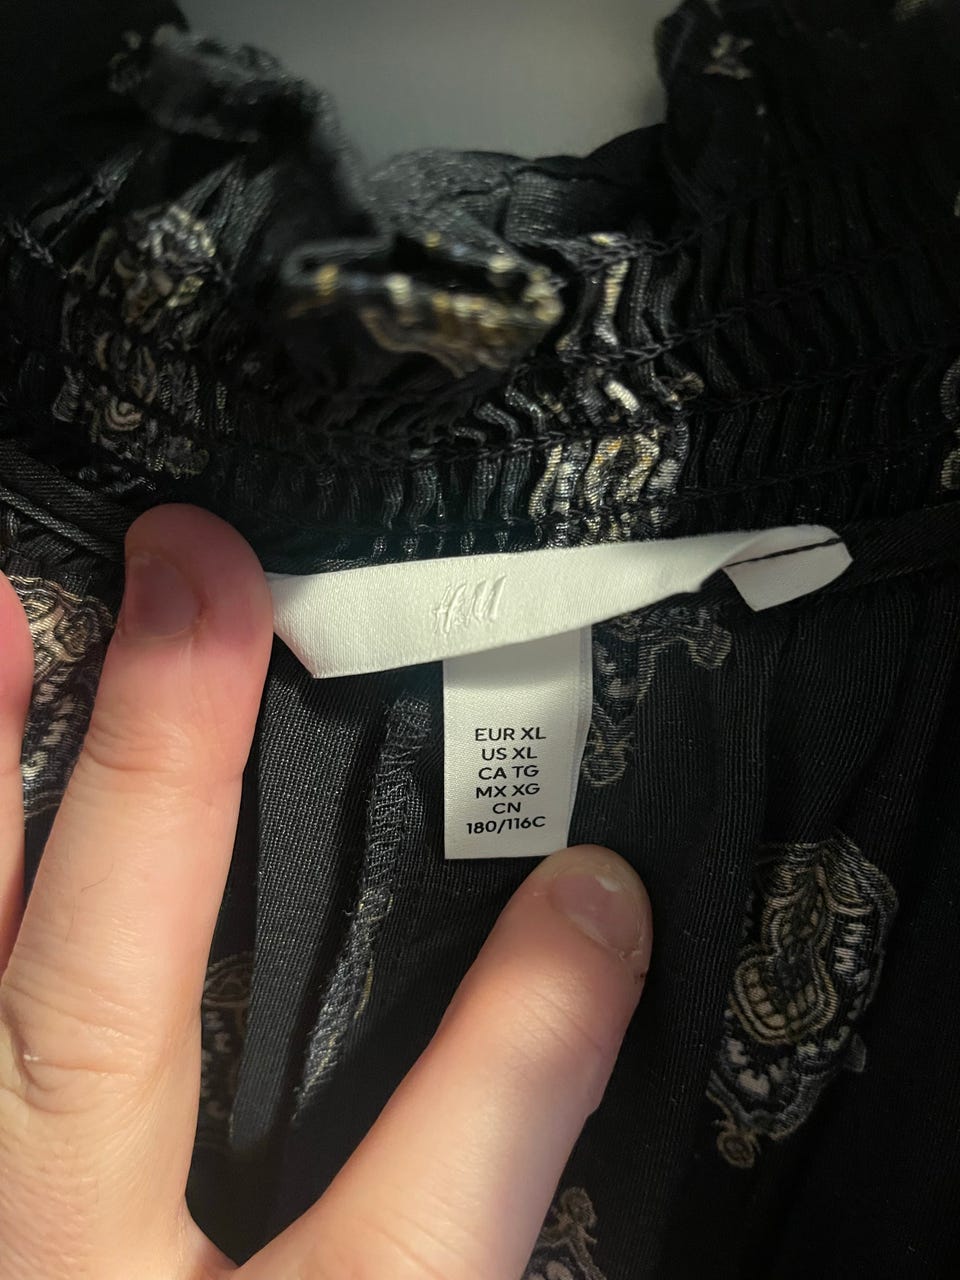 H&M
EUR XL
US XL
CA TG
MX XG
CN
180/116C